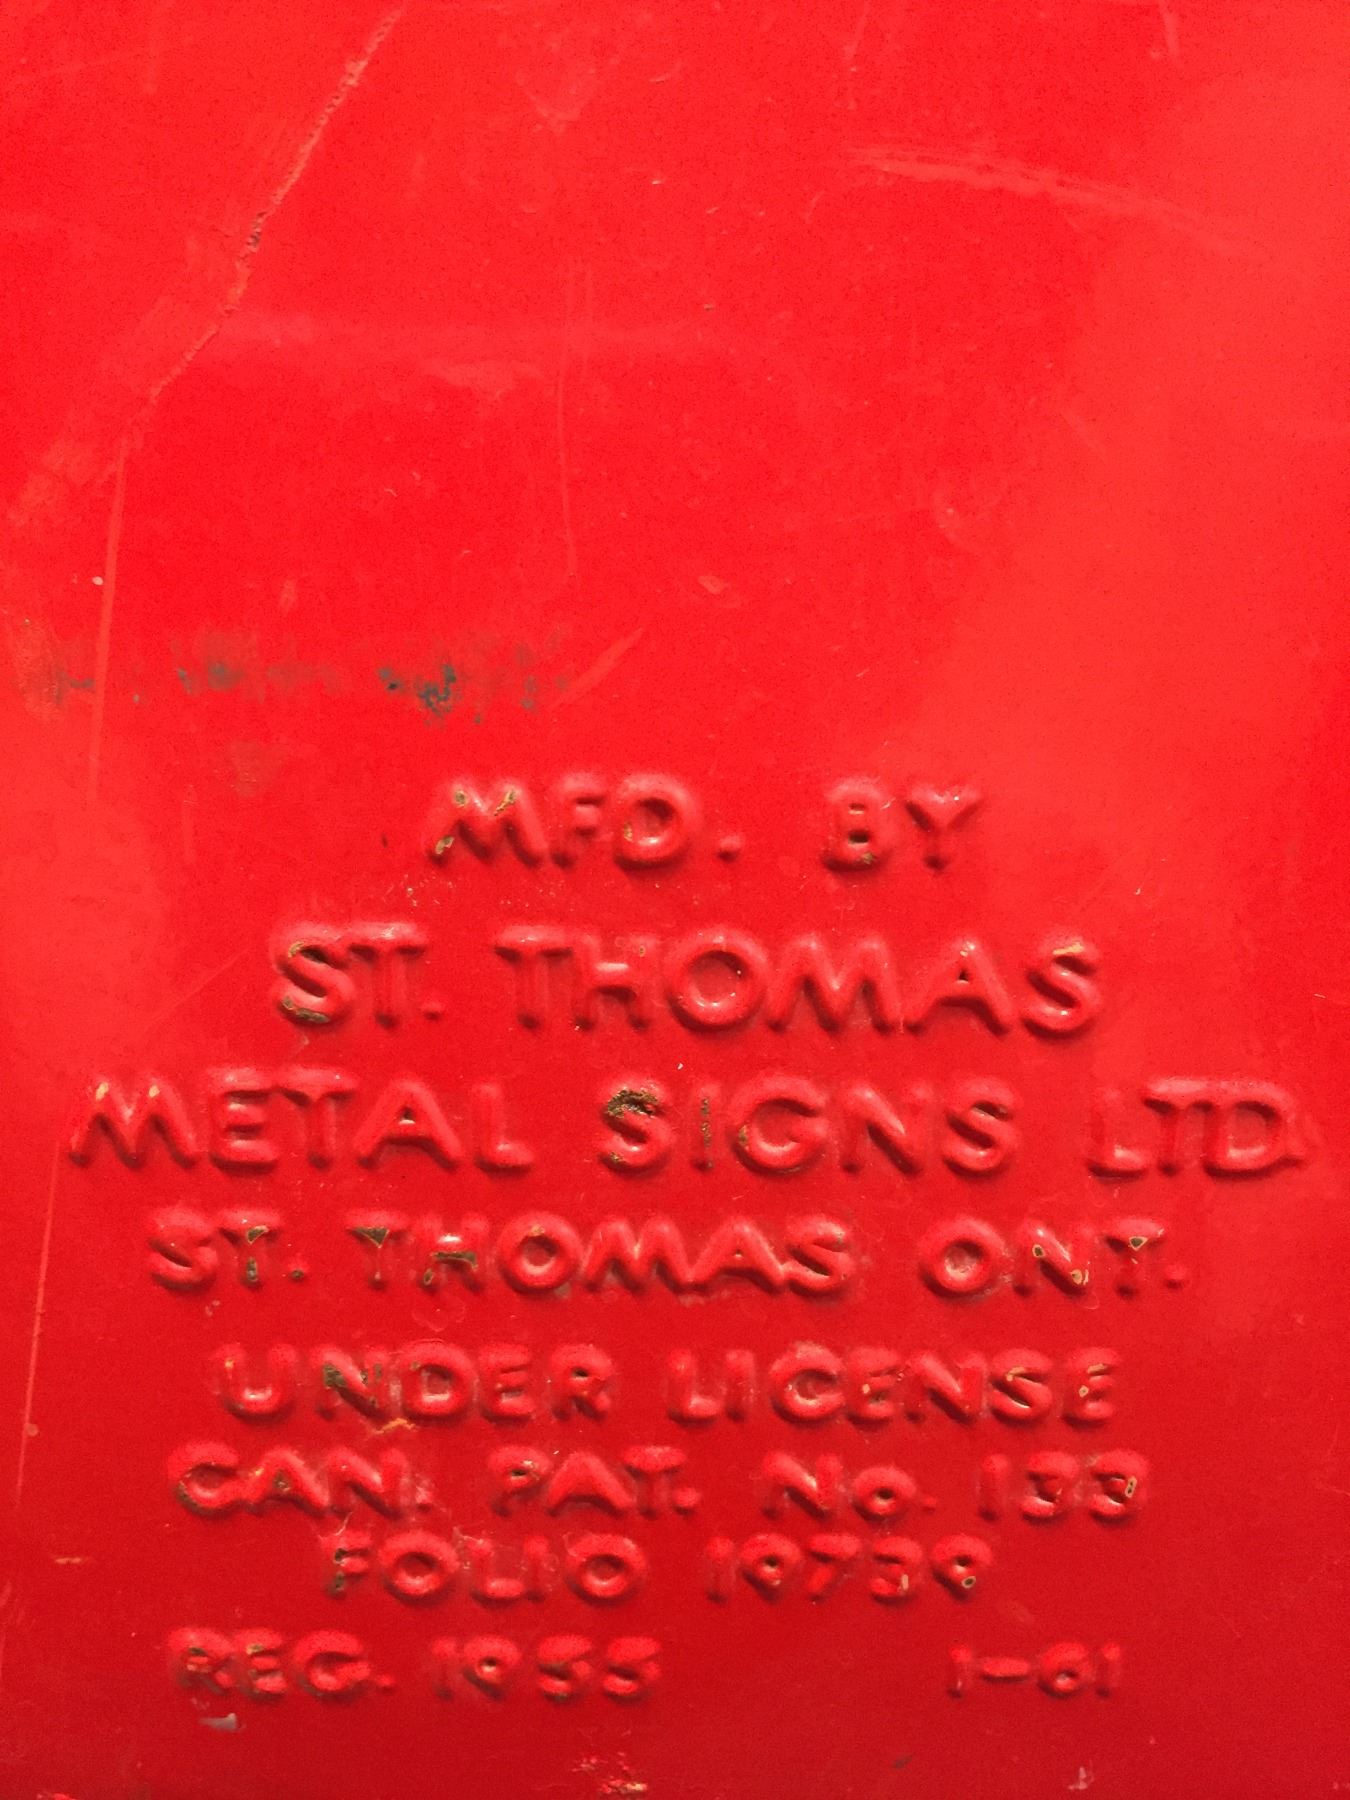 MFD. BY
ST. THOMAS
METAL SIGNS LTD.
ST. THOMAS ONT.
UNDER LICENSE
CAN. PAT. No. 133
FOLIO 19739
REG. 1955 1-61